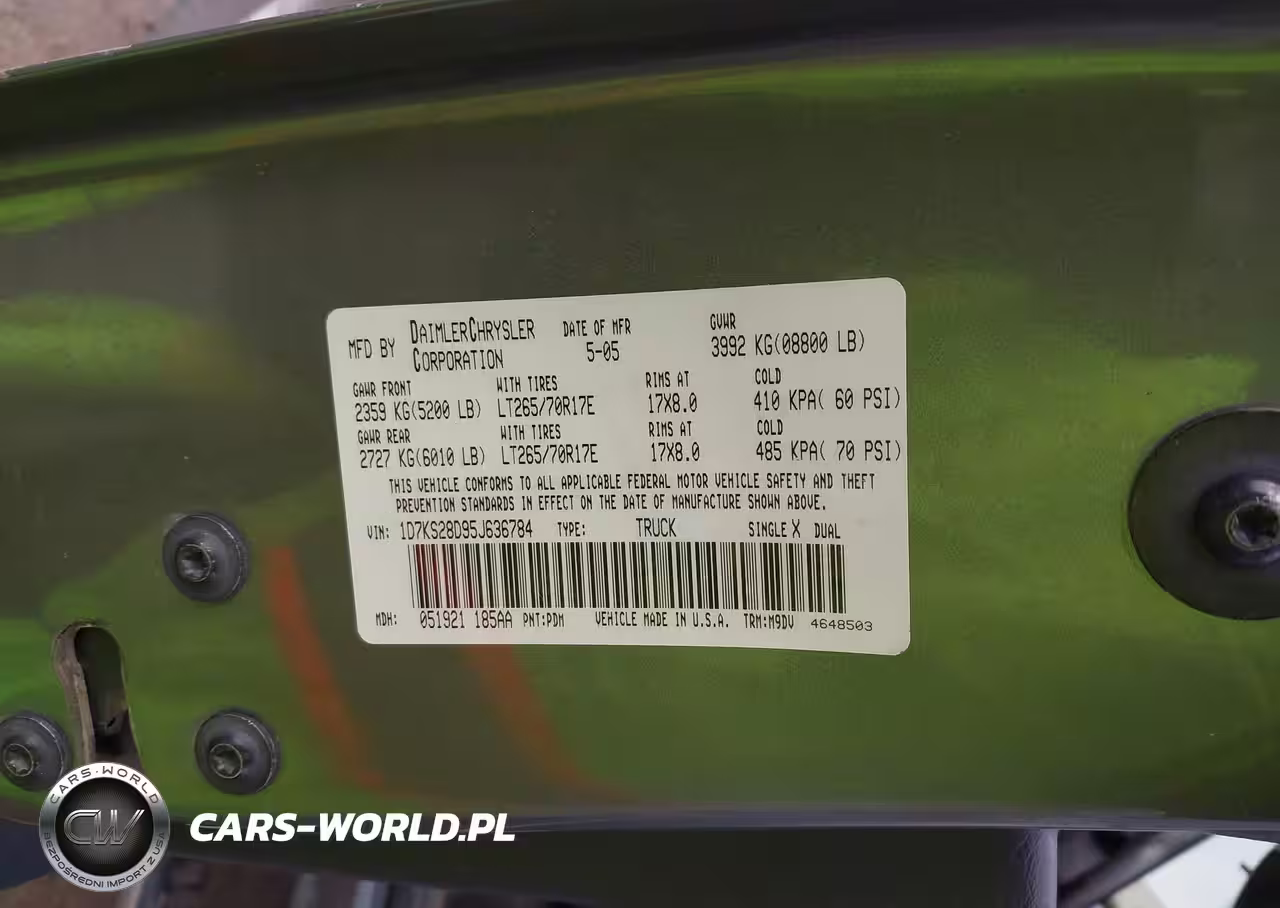 MFD BY DAIMLERCHRYSLER CORPORATION
DATE OF MFR 5-05
GVWR 3992 KG(08800 LB)
GAWR FRONT WITH TIRES RIMS AT COLD
2359 KG(5200 LB) LT265/70R17E 17X8.0 410 KPA( 60 PSI)
GAWR REAR WITH TIRES RIMS AT COLD
2727 KG(6010 LB) LT265/70R17E 17X8.0 485 KPA( 70 PSI)
THIS VEHICLE CONFORMS TO ALL APPLICABLE FEDERAL MOTOR VEHICLE SAFETY AND THEFT
PREVENTION STANDARDS IN EFFECT ON THE DATE OF MANUFACTURE SHOWN ABOVE.
VIN: 1D7KS28D95J636784 TYPE: TRUCK SINGLE X DUAL
MDH: 051921 185AA PNT:PDM VEHICLE MADE IN U.S.A. TRM:M9DV 4648503
CARS-WORLD
CW
BEZPOŚREDNI IMPORT Z USA
CARS-WORLD.PL